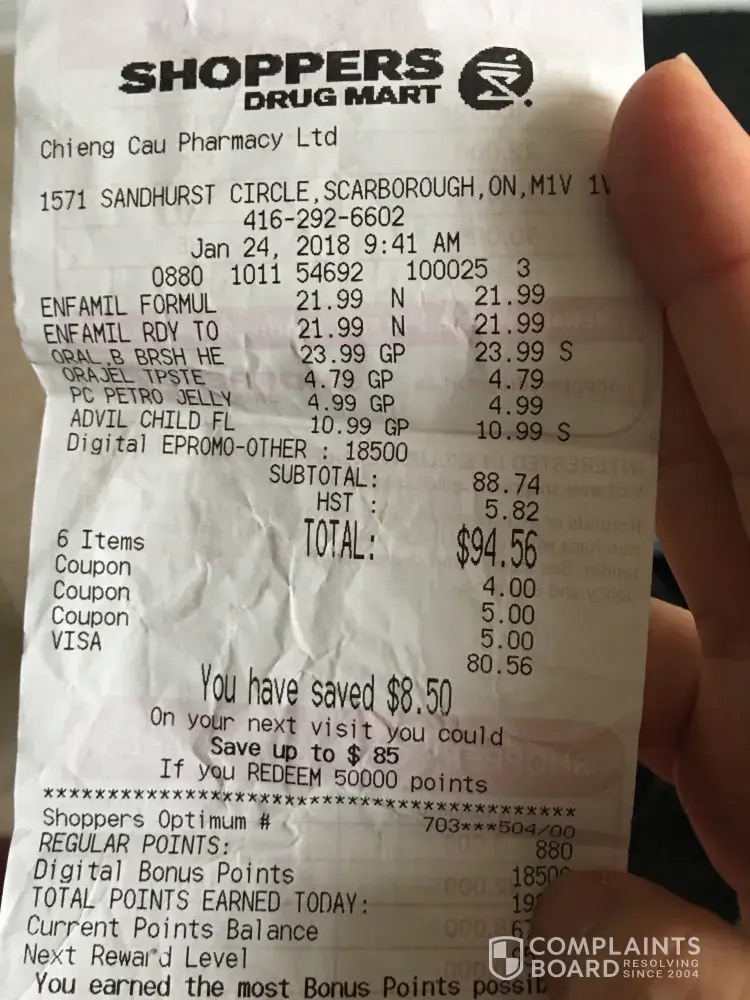 SHOPPERS
DRUG MART
Chieng Cau Pharmacy Ltd
1571 SANDHURST CIRCLE,SCARBOROUGH,ON,M1V
416-292-6602
Jan 24, 2018 9:41 AM
0880 1011 54692 100025 3
ENFAMIL FORMUL 21.99 N 21.99
ENFAMIL RDY TO 21.99 N 21.99
ORAL B BRSH HE 23.99 GP 23.99 S
ORAJEL TPSTE 4.79 GP 4.79
PC PETRO JELLY 4.99 GP 4.99
ADVIL CHILD FL 10.99 GP 10.99 S
Digital EPROMO-OTHER : 18500
SUBTOTAL: 88.74
HST : 5.82
6 Items TOTAL: $94.56
Coupon 4.00
Coupon 5.00
Coupon 5.00
VISA 80.56
You have saved $8.50
On your next visit you could
Save up to $ 85
If you REDEEM 50000 points
*****************************************
Shoppers Optimum # 703***504/00
REGULAR POINTS: 880
Digital Bonus Points 18500
TOTAL POINTS EARNED TODAY:
Current Points Balance
Next Reward Level
You earned the most Bonus Points
COMPLAINTS
BOARD RESOLVING
SINCE 2004